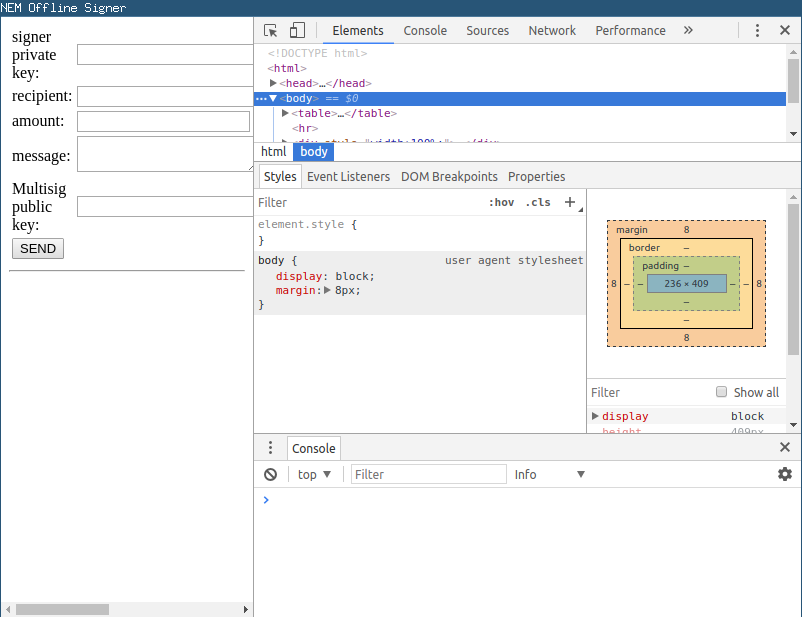 NEM Offline Signer
signer
private
key:
recipient:
amount:
message:
Multisig
public
key:
SEND
Elements Console Sources Network Performance »
<!DOCTYPE html>
<html>
▶<head>…</head>
…▼<body> == $0
▶<table>…</table>
<hr>
html body
Styles Event Listeners DOM Breakpoints Properties
Filter :hov .cls +
element.style {
}
body { user agent stylesheet
display: block;
margin:▶ 8px;
}
margin 8
border –
padding –
8 – – 236 × 409 – – 8
–
–
8
Filter Show all
▶ display block
height 409px
Console
top ▼ Filter Info ▼
>